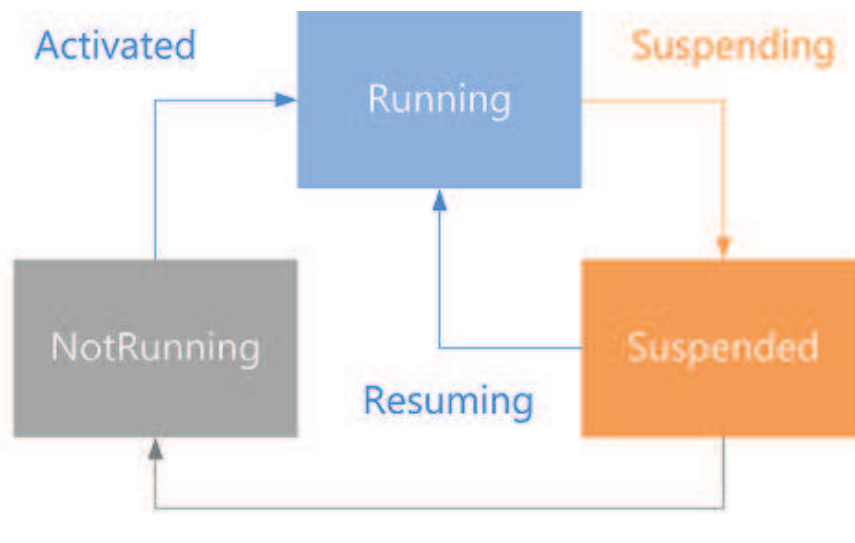 Activated
Suspending
Running
NotRunning
Suspended
Resuming